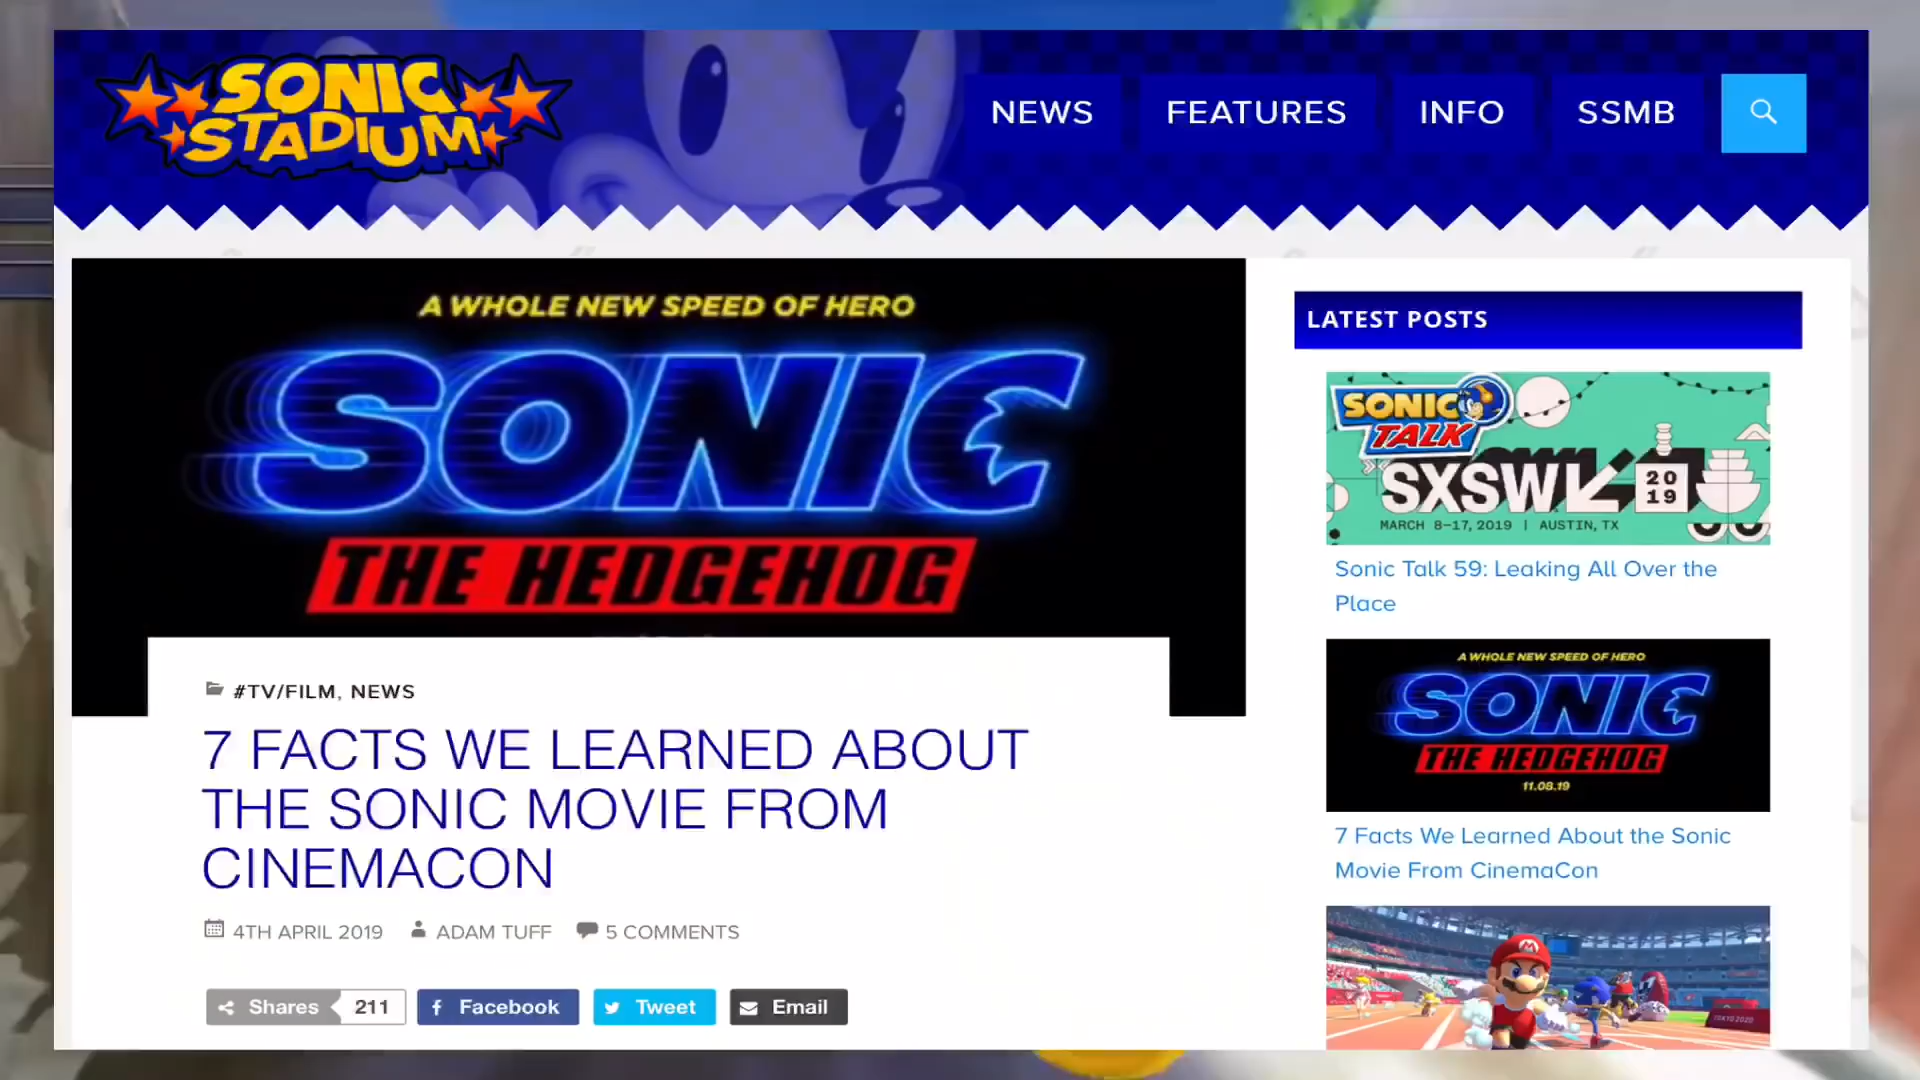 SONIC
STADIUM
NEWS
FEATURES
INFO
SSMB
A WHOLE NEW SPEED OF HERO
SONIC
THE HEDGEHOG
#TV/FILM, NEWS
7 FACTS WE LEARNED ABOUT
THE SONIC MOVIE FROM
CINEMACON
4TH APRIL 2019
ADAM TUFF
5 COMMENTS
Shares
211
Facebook
Tweet
Email
LATEST POSTS
SONIC
TALK
SXSW
20
19
MARCH 8-17, 2019 | AUSTIN, TX
Sonic Talk 59: Leaking All Over the
Place
A WHOLE NEW SPEED OF HERO
SONIC
THE HEDGEHOG
11.08.19
7 Facts We Learned About the Sonic
Movie From CinemaCon
TOKYO 2020